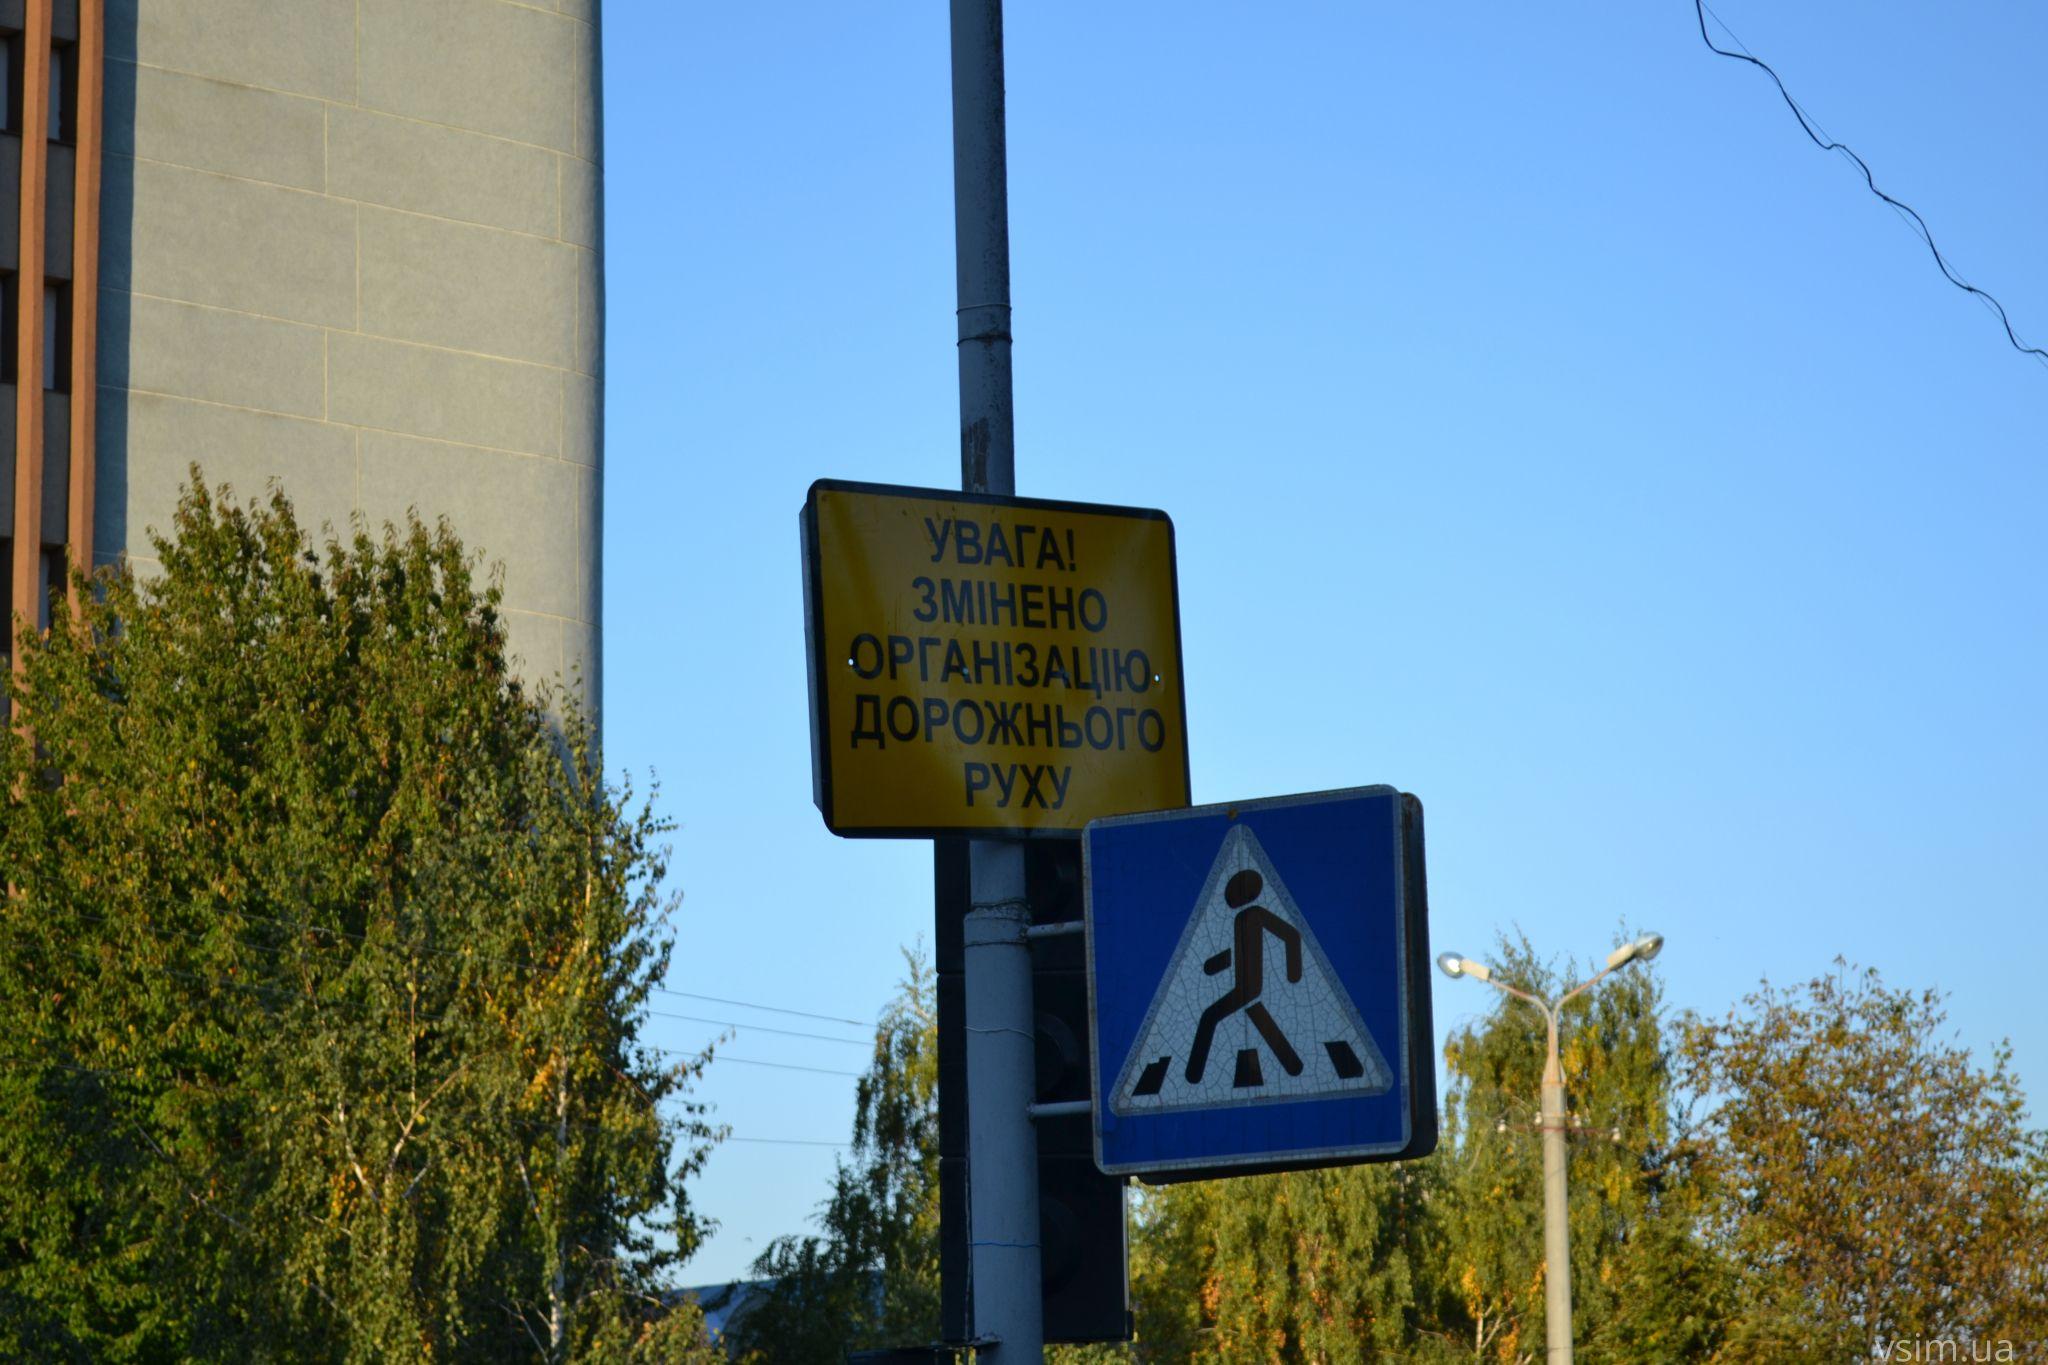 УВАГА!
ЗМІНЕНО
ОРГАНІЗАЦІЮ
ДОРОЖНЬОГО
РУХУ
vsim.ua